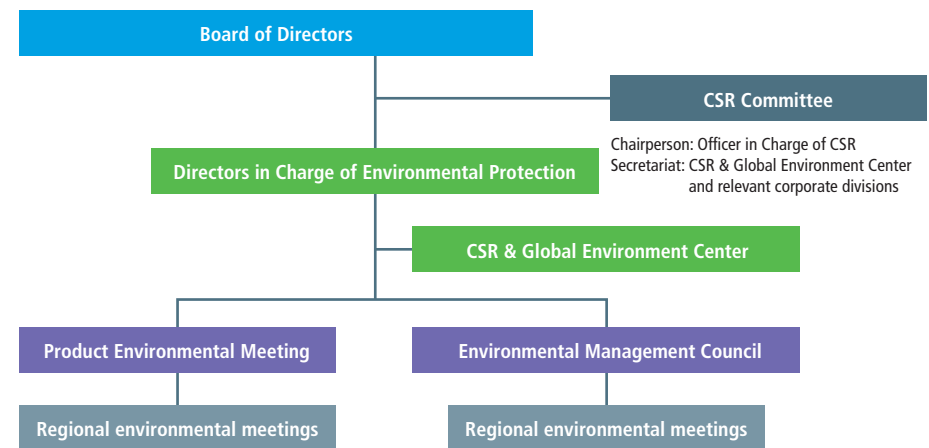 Board of Directors
CSR Committee
Chairperson: Officer in Charge of CSR
Secretariat: CSR & Global Environment Center
and relevant corporate divisions
Directors in Charge of Environmental Protection
CSR & Global Environment Center
Product Environmental Meeting
Environmental Management Council
Regional environmental meetings
Regional environmental meetings